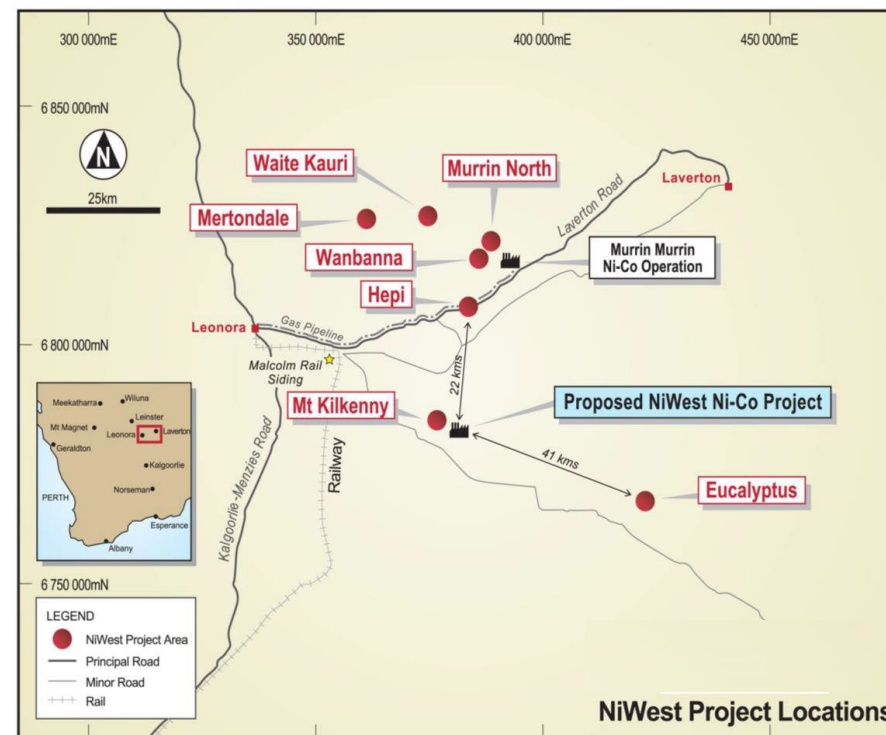 300 000mE
350 000mE
400 000mE
450 000mE
6 850 000mN
N
25km
Waite Kauri
Murrin North
Laverton
Mertondale
Laverton Road
Wanbanna
Murrin Murrin
Ni-Co Operation
Hepi
Leonora
Gas Pipeline
6 800 000mN
Malcolm Rail
Siding
22 kms
Mt Kilkenny
Proposed NiWest Ni-Co Project
41 kms
Eucalyptus
Railway
Kalgoorlie-Menzies Road
Meekatharra
Wiluna
Leinster
Mt Magnet
Leonora
Laverton
Geraldton
Kalgoorlie
PERTH
Norseman
Esperance
Albany
6 750 000mN
LEGEND
NiWest Project Area
Principal Road
Minor Road
Rail
NiWest Project Locations